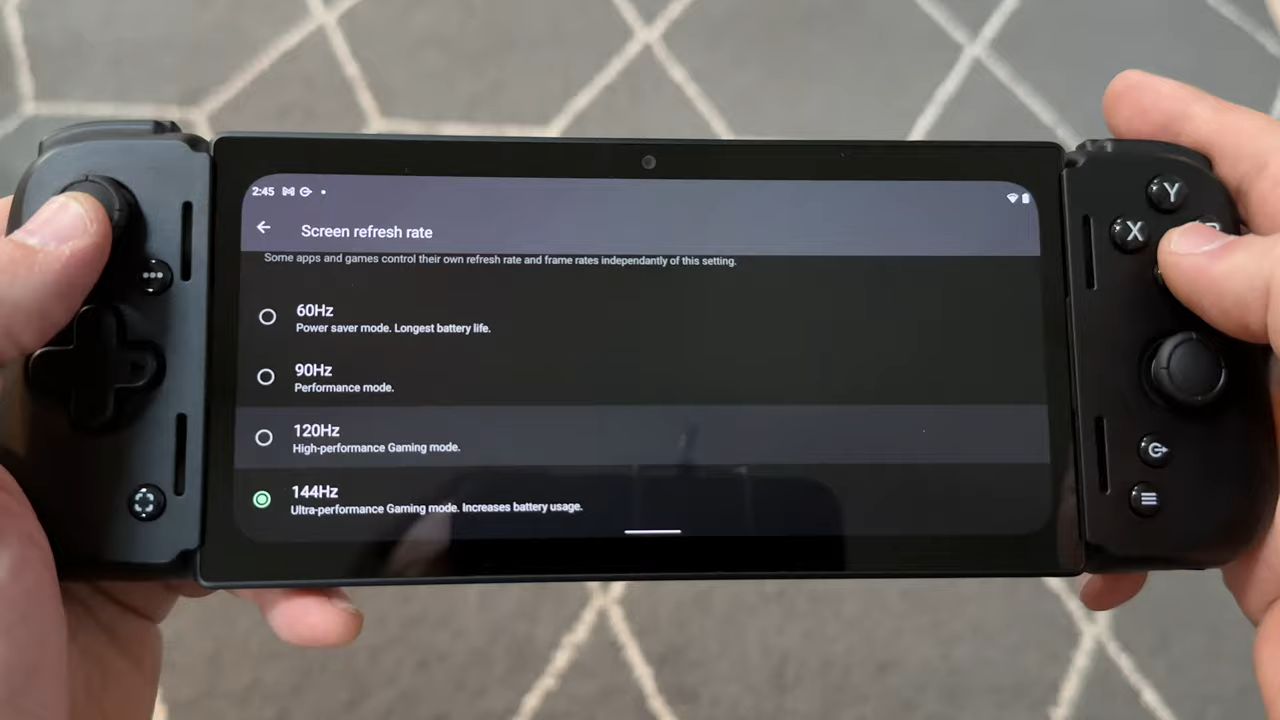 2:45
Screen refresh rate
Some apps and games control their own refresh rate and frame rates independantly of this setting.
60Hz
Power saver mode. Longest battery life.
90Hz
Performance mode.
120Hz
High-performance Gaming mode.
144Hz
Ultra-performance Gaming mode. Increases battery usage.
Y
X